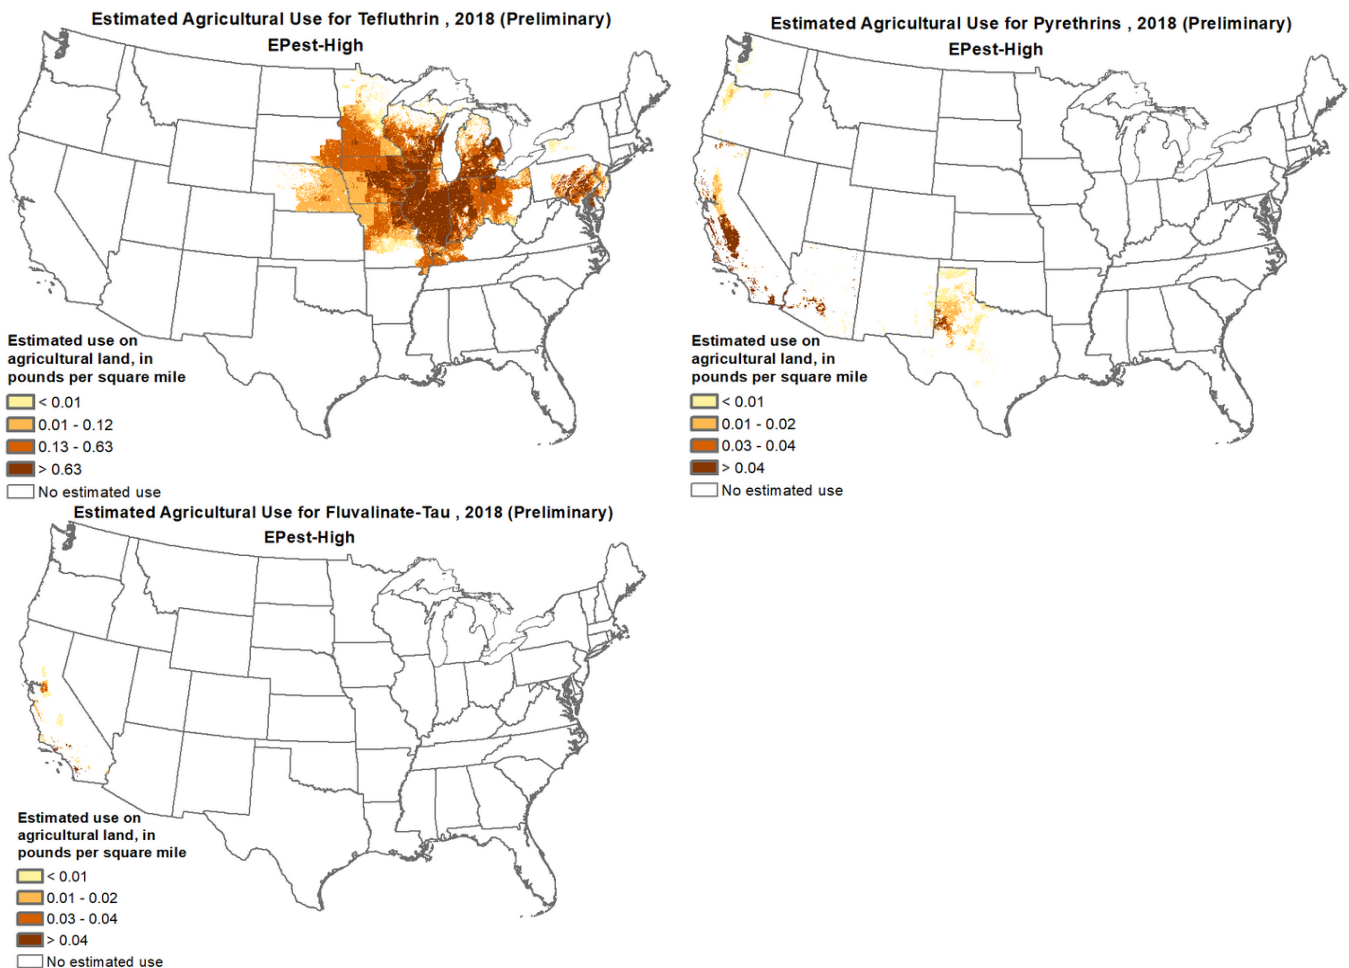 Estimated Agricultural Use for Tefluthrin , 2018 (Preliminary)
EPest-High
Estimated use on
agricultural land, in
pounds per square mile
< 0.01
0.01 - 0.12
0.13 - 0.63
> 0.63
No estimated use
Estimated Agricultural Use for Pyrethrins , 2018 (Preliminary)
EPest-High
Estimated use on
agricultural land, in
pounds per square mile
< 0.01
0.01 - 0.02
0.03 - 0.04
> 0.04
No estimated use
Estimated Agricultural Use for Fluvalinate-Tau , 2018 (Preliminary)
EPest-High
Estimated use on
agricultural land, in
pounds per square mile
< 0.01
0.01 - 0.02
0.03 - 0.04
> 0.04
No estimated use